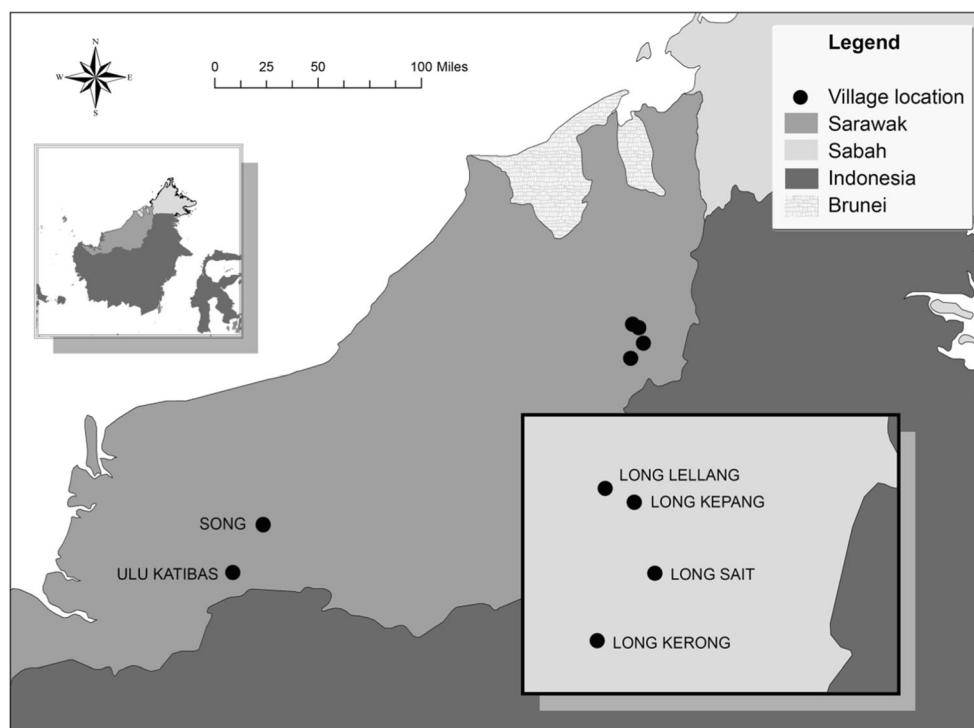 Legend
Village location
Sarawak
Sabah
Indonesia
Brunei
N
W E
S
0 25 50 100 Miles
SONG
ULU KATIBAS
LONG LELLANG
LONG KEPANG
LONG SAIT
LONG KERONG